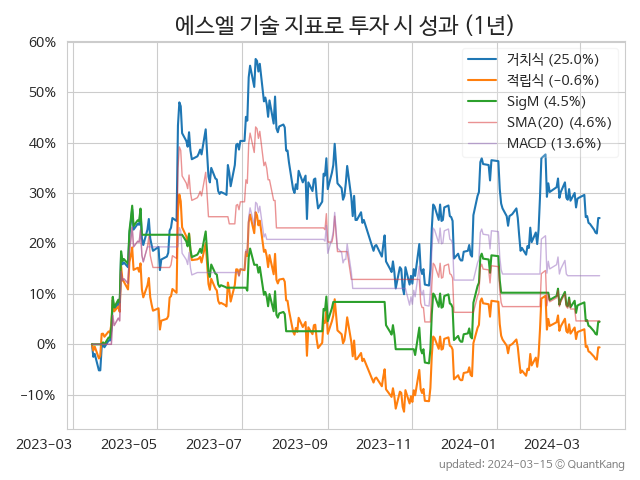 에스엘 기술 지표로 투자 시 성과 (1년)
60%
50%
40%
30%
20%
10%
0%
−10%
거치식 (25.0%)
적립식 (−0.6%)
SigM (4.5%)
SMA(20) (4.6%)
MACD (13.6%)
2023-03 2023-05 2023-07 2023-09 2023-11 2024-01 2024-03
updated: 2024-03-15 ⓒ QuantKang